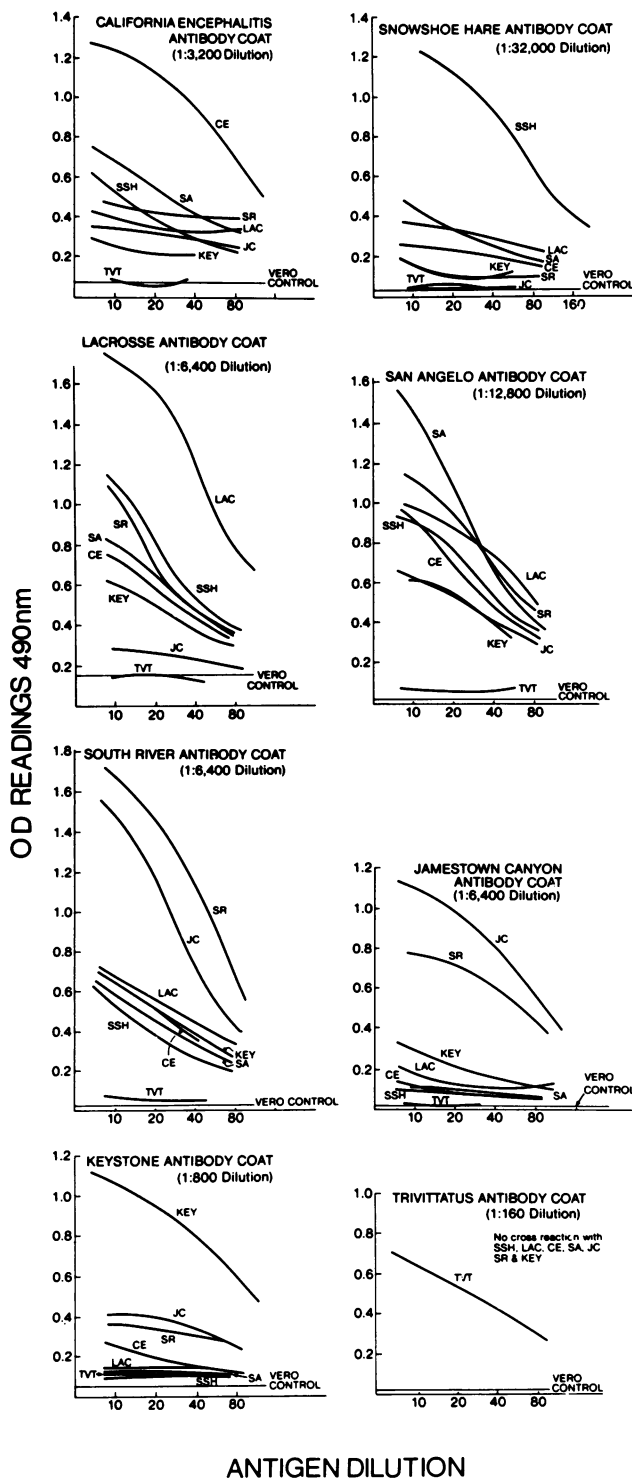 OD READINGS 490nm
CALIFORNIA ENCEPHALITIS
ANTIBODY COAT
(1:3,200 Dilution)
1.4
1.2
1.0
0.8
0.6
0.4
0.2
CE
SSH
SA
SR
LAC
JC
KEY
TVT
VERO
CONTROL
10 20 40 80
SNOWSHOE HARE ANTIBODY COAT
(1:32,000 Dilution)
1.4
1.2
1.0
0.8
0.6
0.4
0.2
SSH
LAC
SA
CE
KEY
SR
TVT
JC
VERO
CONTROL
10 20 40 80 160
LACROSSE ANTIBODY COAT
(1:6,400 Dilution)
1.6
1.4
1.2
1.0
0.8
0.6
0.4
0.2
LAC
SR
SA
CE
SSH
KEY
JC
TVT
VERO
CONTROL
10 20 40 80
SAN ANGELO ANTIBODY COAT
(1:12,800 Dilution)
1.6
1.4
1.2
1.0
0.8
0.6
0.4
0.2
SA
SSH
CE
LAC
SR
KEY
JC
TVT
VERO
CONTROL
10 20 40 80
SOUTH RIVER ANTIBODY COAT
(1:6,400 Dilution)
1.8
1.6
1.4
1.2
1.0
0.8
0.6
0.4
0.2
SR
JC
LAC
SSH
CE
KEY
SA
TVT
VERO CONTROL
10 20 40 80
JAMESTOWN CANYON
ANTIBODY COAT
(1:6,400 Dilution)
1.2
1.0
0.8
0.6
0.4
0.2
JC
SR
KEY
LAC
CE
SSH
TVT
SA
VERO
CONTROL
10 20 40 80
KEYSTONE ANTIBODY COAT
(1:800 Dilution)
1.2
1.0
0.8
0.6
0.4
0.2
KEY
JC
SR
CE
LAC
TVT
SSH
SA
VERO
CONTROL
10 20 40 80
TRIVITTATUS ANTIBODY COAT
(1:160 Dilution)
No cross reaction with
SSH, LAC, CE, SA, JC
SR & KEY
1.0
0.8
0.6
0.4
0.2
TVT
VERO
CONTROL
10 20 40 80
ANTIGEN DILUTION